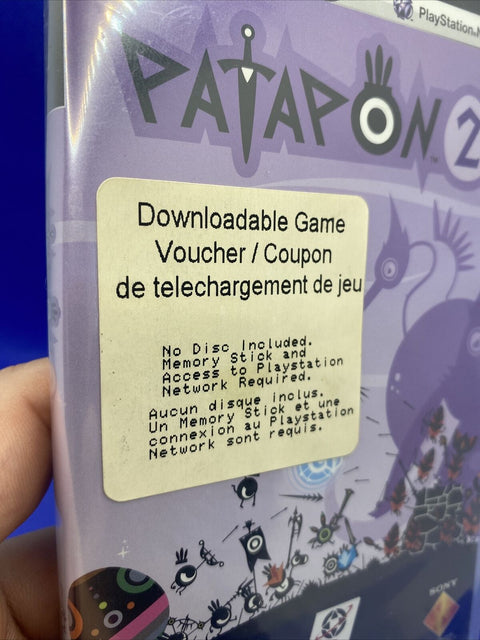 PlayStation
PATAPON 2
TM
Downloadable Game
Voucher / Coupon
de telechargement de jeu
No Disc Included.
Memory Stick and
Access to Playstation
Network Required.
Aucun disque inclus.
Un Memory Stick et une
connexion au Playstation
Network sont requis.
SONY